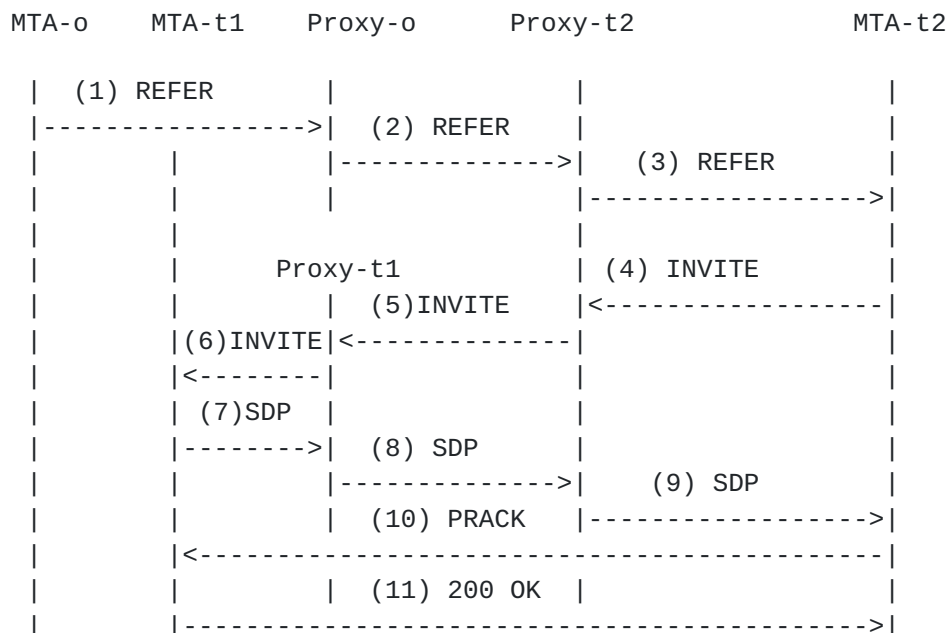 MTA-o MTA-t1 Proxy-o Proxy-t2 MTA-t2
(1) REFER
(2) REFER
(3) REFER
Proxy-t1 (4) INVITE
(5)INVITE
(6)INVITE
(7)SDP
(8) SDP
(9) SDP
(10) PRACK
(11) 200 OK